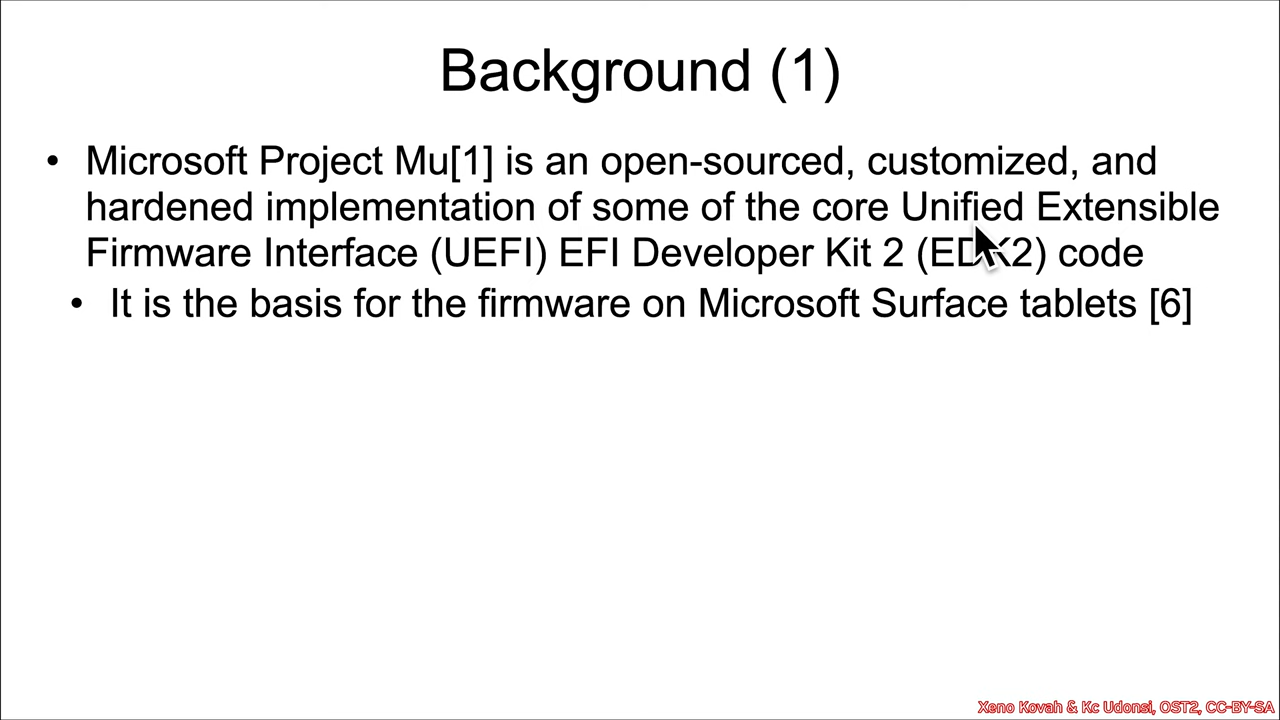 Background (1)
• Microsoft Project Mu[1] is an open-sourced, customized, and
hardened implementation of some of the core Unified Extensible
Firmware Interface (UEFI) EFI Developer Kit 2 (EDK2) code
• It is the basis for the firmware on Microsoft Surface tablets [6]
Xeno Kovah & Kc Udonsi, OST2, CC-BY-SA